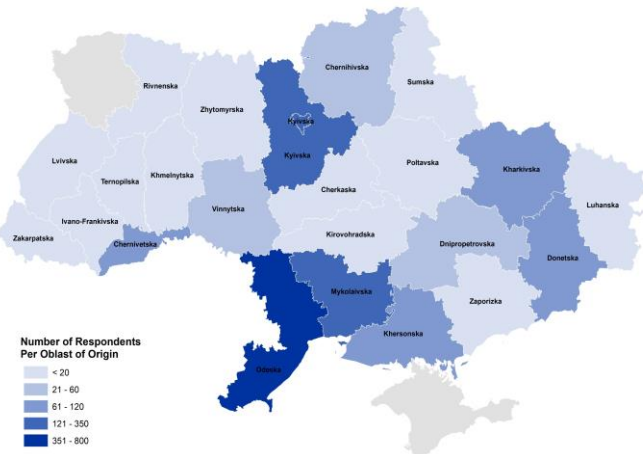 Chernihivska
Sumska
Rivnenska
Zhytomyrska
Kyivska
Kyivska
Lvivska
Ternopilska
Khmelnytska
Poltavska
Kharkivska
Cherkaska
Luhanska
Vinnytska
Ivano-Frankivska
Kirovohradska
Dnipropetrovska
Zakarpatska
Chernivetska
Donetska
Mykolaivska
Zaporizka
Khersonska
Odeska
Number of Respondents
Per Oblast of Origin
< 20
21 - 60
61 - 120
121 - 350
351 - 800